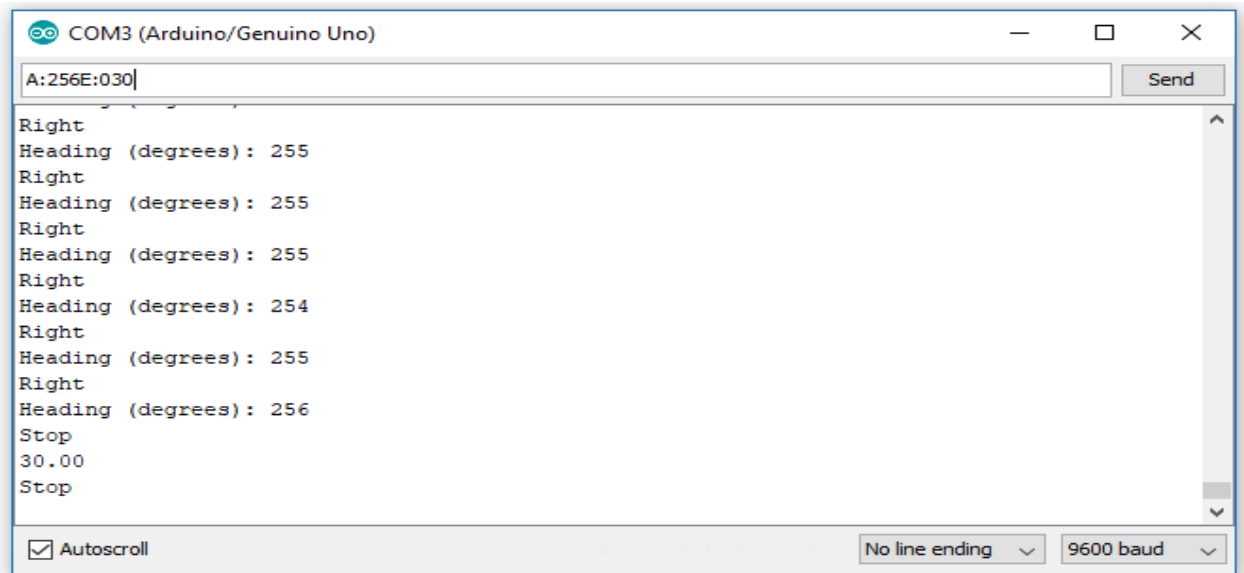 COM3 (Arduino/Genuino Uno)
A:256E:030
Send
Right
Heading (degrees): 255
Right
Heading (degrees): 255
Right
Heading (degrees): 255
Right
Heading (degrees): 254
Right
Heading (degrees): 255
Right
Heading (degrees): 256
Stop
30.00
Stop
Autoscroll
No line ending
9600 baud